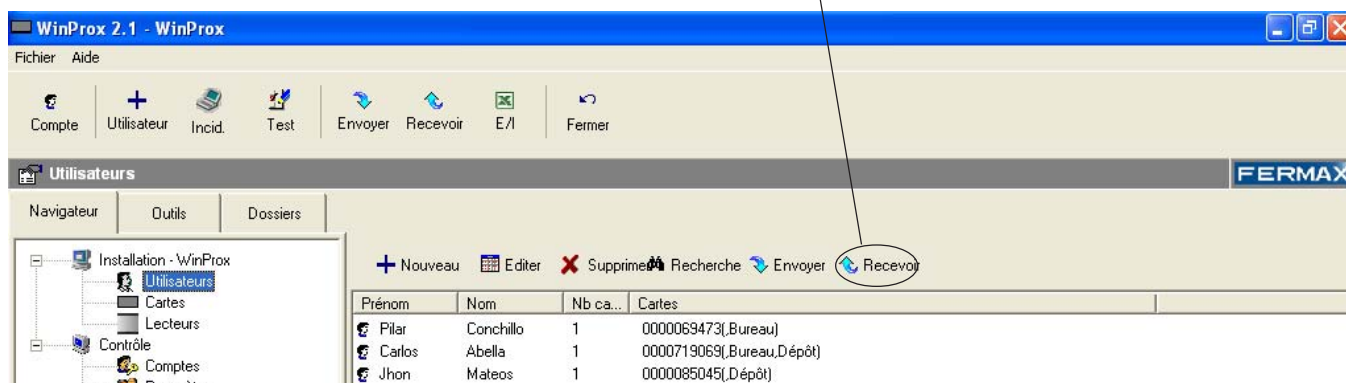 WinProx 2.1 - WinProx
Fichier Aide
Compte Utilisateur Incid. Test Envoyer Recevoir E/I Fermer
Utilisateurs FERMAX
Navigateur Outils Dossiers
Installation - WinProx
Utilisateurs
Cartes
Lecteurs
Contrôle
Comptes
Nouveau Editer Supprimer Recherche Envoyer Recevoir
Prénom Nom Nb ca... Cartes
Pilar Conchillo 1 0000069473(,Bureau)
Carlos Abella 1 0000719069(,Bureau,Dépôt)
Jhon Mateos 1 0000085045(,Dépôt)